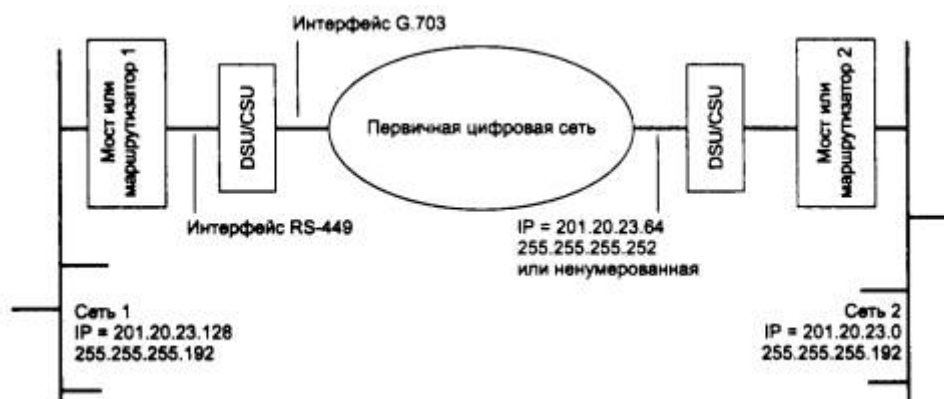 Интерфейс G.703
Мост или
маршрутизатор 1
DSU/CSU
Первичная цифровая сеть
DSU/CSU
Мост или
маршрутизатор 2
Интерфейс RS-449
IP = 201.20.23.64
255.255.255.252
или ненумерованная
Сеть 1
IP = 201.20.23.128
255.255.255.192
Сеть 2
IP = 201.20.23.0
255.255.255.192